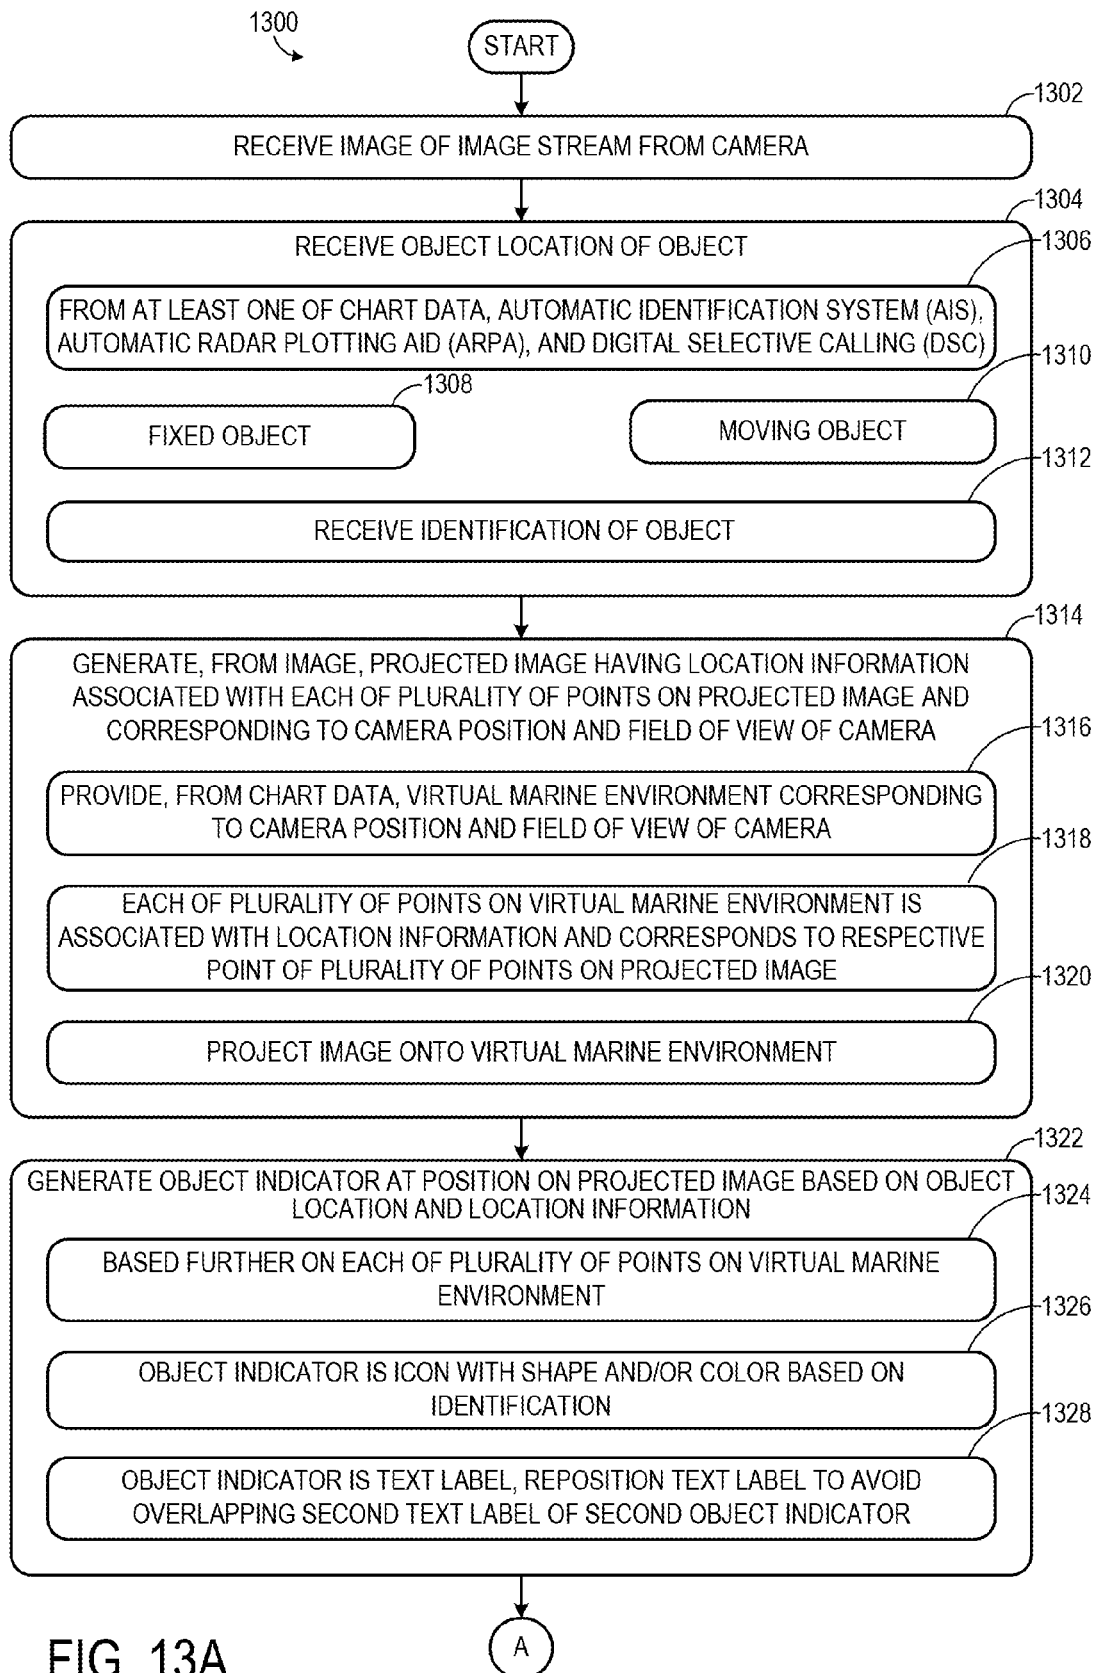 1300
START
1302
RECEIVE IMAGE OF IMAGE STREAM FROM CAMERA
1304
RECEIVE OBJECT LOCATION OF OBJECT
1306
FROM AT LEAST ONE OF CHART DATA, AUTOMATIC IDENTIFICATION SYSTEM (AIS),
AUTOMATIC RADAR PLOTTING AID (ARPA), AND DIGITAL SELECTIVE CALLING (DSC)
1308
1310
FIXED OBJECT
MOVING OBJECT
1312
RECEIVE IDENTIFICATION OF OBJECT
1314
GENERATE, FROM IMAGE, PROJECTED IMAGE HAVING LOCATION INFORMATION
ASSOCIATED WITH EACH OF PLURALITY OF POINTS ON PROJECTED IMAGE AND
CORRESPONDING TO CAMERA POSITION AND FIELD OF VIEW OF CAMERA
1316
PROVIDE, FROM CHART DATA, VIRTUAL MARINE ENVIRONMENT CORRESPONDING
TO CAMERA POSITION AND FIELD OF VIEW OF CAMERA
1318
EACH OF PLURALITY OF POINTS ON VIRTUAL MARINE ENVIRONMENT IS
ASSOCIATED WITH LOCATION INFORMATION AND CORRESPONDS TO RESPECTIVE
POINT OF PLURALITY OF POINTS ON PROJECTED IMAGE
1320
PROJECT IMAGE ONTO VIRTUAL MARINE ENVIRONMENT
1322
GENERATE OBJECT INDICATOR AT POSITION ON PROJECTED IMAGE BASED ON OBJECT
LOCATION AND LOCATION INFORMATION
1324
BASED FURTHER ON EACH OF PLURALITY OF POINTS ON VIRTUAL MARINE
ENVIRONMENT
1326
OBJECT INDICATOR IS ICON WITH SHAPE AND/OR COLOR BASED ON
IDENTIFICATION
1328
OBJECT INDICATOR IS TEXT LABEL, REPOSITION TEXT LABEL TO AVOID
OVERLAPPING SECOND TEXT LABEL OF SECOND OBJECT INDICATOR
A
FIG. 13A